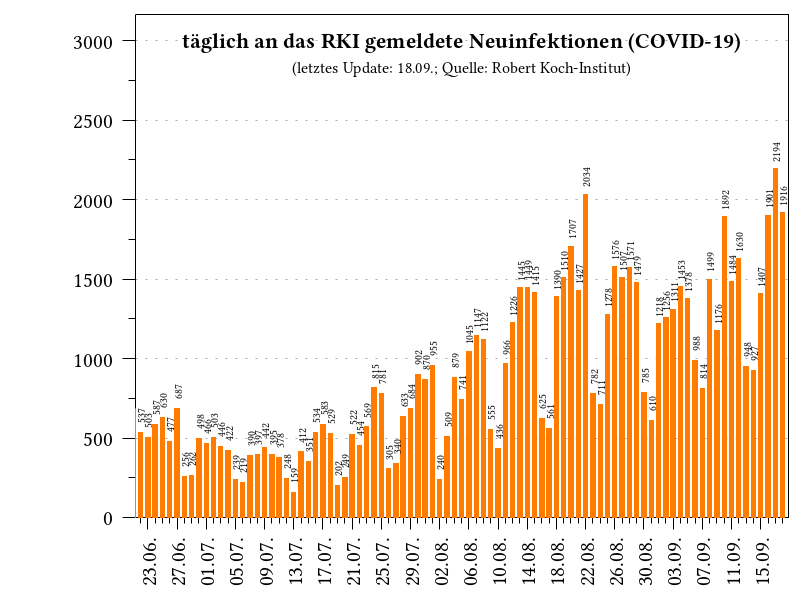 täglich an das RKI gemeldete Neuinfektionen (COVID-19)
(letztes Update: 18.09.; Quelle: Robert Koch-Institut)
3000
2500
2000
1500
1000
500
0
537 503 587 630 477 687 256 262 498 466 503 446 422 239 219 390 397 442 395 378 248 159 412 351 534 583 529 202 249 522 454 569 815 781 305 340 633 684 902 870 955 240 509 879 741 1045 1147 1122 555 436 966 1226 1445 1449 1415 625 561 1390 1510 1707 1427 2034 782 711 1278 1576 1507 1571 1479 785 610 1218 1256 1311 1453 1378 988 814 1499 1176 1892 1484 1630 948 927 1407 1901 2194 1916
23.06. 27.06. 01.07. 05.07. 09.07. 13.07. 17.07. 21.07. 25.07. 29.07. 02.08. 06.08. 10.08. 14.08. 18.08. 22.08. 26.08. 30.08. 03.09. 07.09. 11.09. 15.09.